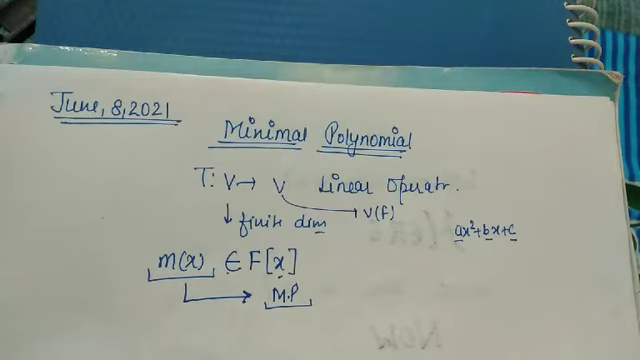 June, 8, 2021
Minimal Polynomial
T: V → V Linear Operatr.
↓ finite dim → V(F)
ax²+bx+c
m(x) ∈ F[x]
→ M.P